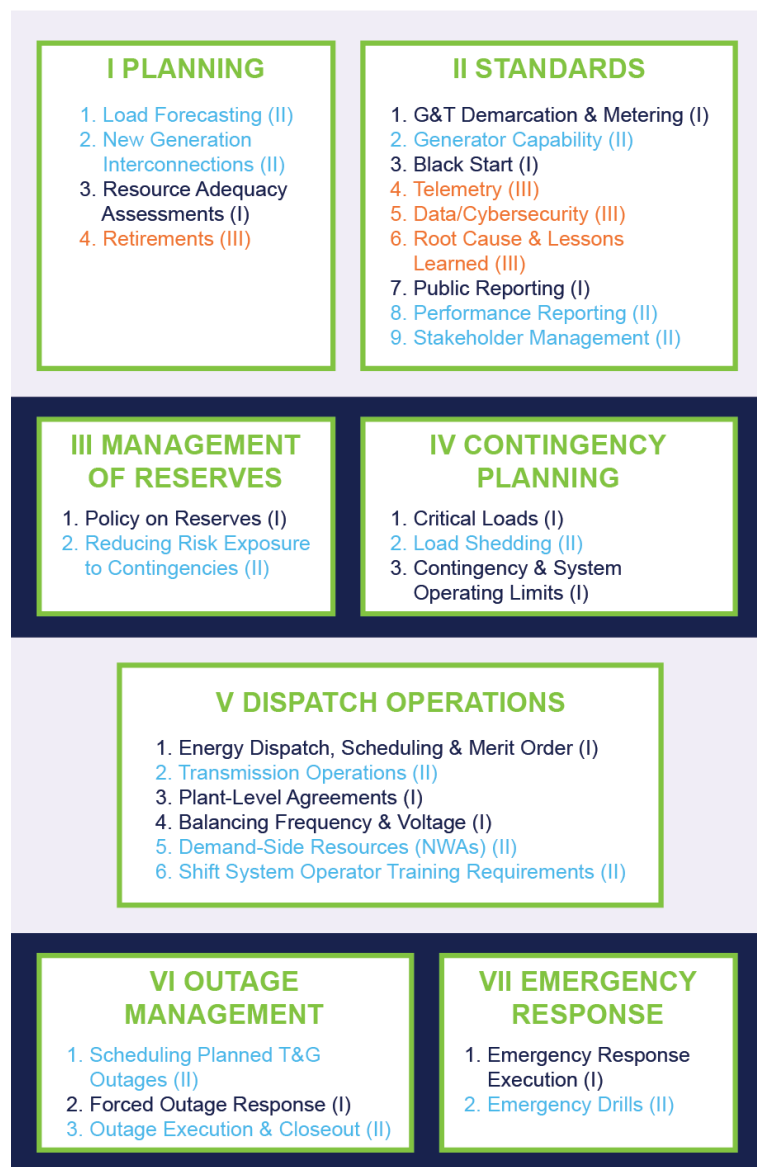 I PLANNING
1. Load Forecasting (II)
2. New Generation
Interconnections (II)
3. Resource Adequacy
Assessments (I)
4. Retirements (III)
II STANDARDS
1. G&T Demarcation & Metering (I)
2. Generator Capability (II)
3. Black Start (I)
4. Telemetry (III)
5. Data/Cybersecurity (III)
6. Root Cause & Lessons
Learned (III)
7. Public Reporting (I)
8. Performance Reporting (II)
9. Stakeholder Management (II)
III MANAGEMENT
OF RESERVES
1. Policy on Reserves (I)
2. Reducing Risk Exposure
to Contingencies (II)
IV CONTINGENCY
PLANNING
1. Critical Loads (I)
2. Load Shedding (II)
3. Contingency & System
Operating Limits (I)
V DISPATCH OPERATIONS
1. Energy Dispatch, Scheduling & Merit Order (I)
2. Transmission Operations (II)
3. Plant-Level Agreements (I)
4. Balancing Frequency & Voltage (I)
5. Demand-Side Resources (NWAs) (II)
6. Shift System Operator Training Requirements (II)
VI OUTAGE
MANAGEMENT
1. Scheduling Planned T&G
Outages (II)
2. Forced Outage Response (I)
3. Outage Execution & Closeout (II)
VII EMERGENCY
RESPONSE
1. Emergency Response
Execution (I)
2. Emergency Drills (II)